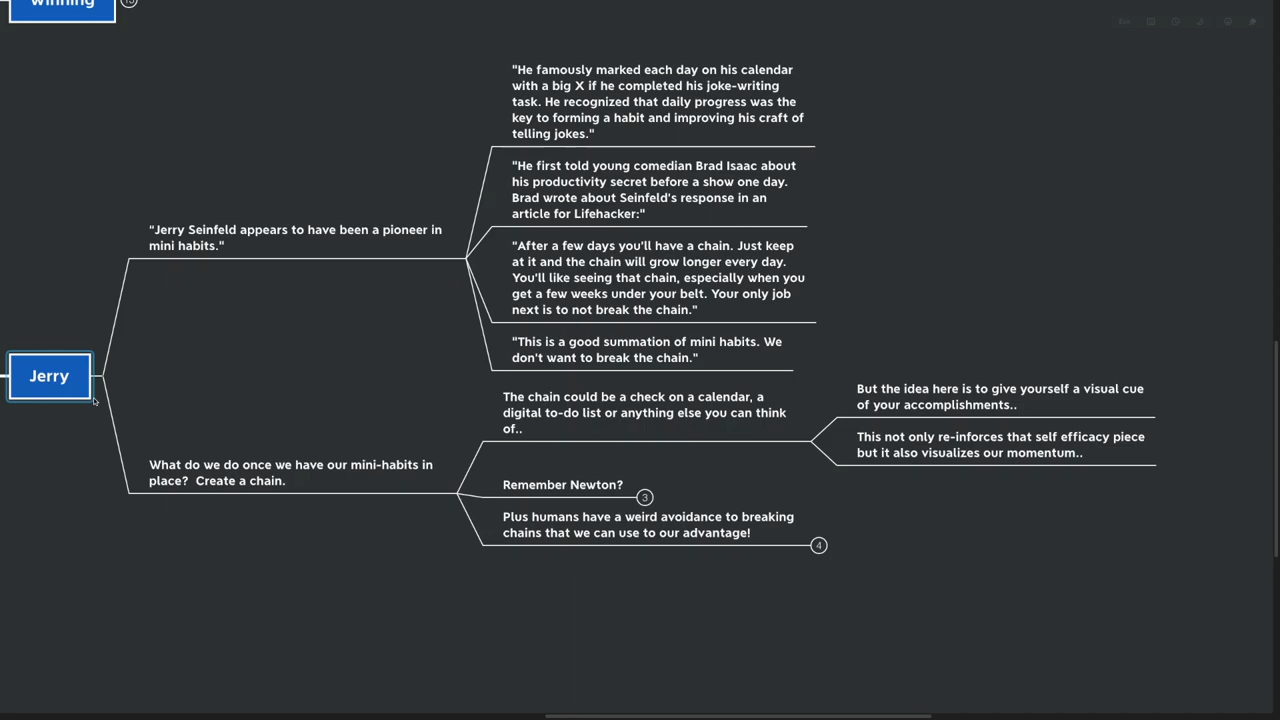 Winning
"He famously marked each day on his calendar
with a big X if he completed his joke-writing
task. He recognized that daily progress was the
key to forming a habit and improving his craft of
telling jokes."
"He first told young comedian Brad Isaac about
his productivity secret before a show one day.
Brad wrote about Seinfeld's response in an
article for Lifehacker:"
"Jerry Seinfeld appears to have been a pioneer in
mini habits."
"After a few days you'll have a chain. Just keep
at it and the chain will grow longer every day.
You'll like seeing that chain, especially when you
get a few weeks under your belt. Your only job
next is to not break the chain."
"This is a good summation of mini habits. We
don't want to break the chain."
Jerry
What do we do once we have our mini-habits in
place?  Create a chain.
The chain could be a check on a calendar, a
digital to-do list or anything else you can think
of..
But the idea here is to give yourself a visual cue
of your accomplishments..
This not only re-inforces that self efficacy piece
but it also visualizes our momentum..
Remember Newton?
3
Plus humans have a weird avoidance to breaking
chains that we can use to our advantage!
4